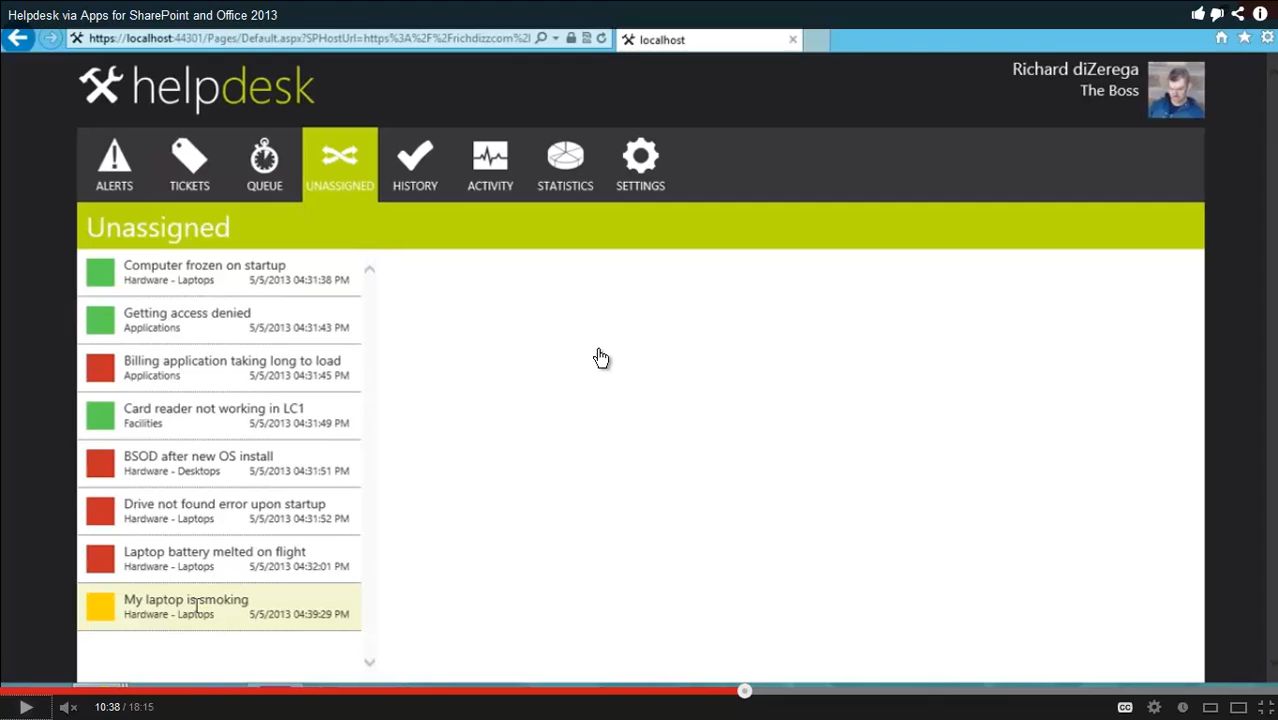 Helpdesk via Apps for SharePoint and Office 2013
https://localhost:44301/Pages/Default.aspx?SPHostUrl=https%3A%2F%2Frichdizzcom%2
localhost
helpdesk
Richard diZerega
The Boss
ALERTS
TICKETS
QUEUE
UNASSIGNED
HISTORY
ACTIVITY
STATISTICS
SETTINGS
Unassigned
Computer frozen on startup
Hardware - Laptops 5/5/2013 04:31:38 PM
Getting access denied
Applications 5/5/2013 04:31:43 PM
Billing application taking long to load
Applications 5/5/2013 04:31:45 PM
Card reader not working in LC1
Facilities 5/5/2013 04:31:49 PM
BSOD after new OS install
Hardware - Desktops 5/5/2013 04:31:51 PM
Drive not found error upon startup
Hardware - Laptops 5/5/2013 04:31:52 PM
Laptop battery melted on flight
Hardware - Laptops 5/5/2013 04:32:01 PM
My laptop is smoking
Hardware - Laptops 5/5/2013 04:39:29 PM
10:38 / 18:15
CC